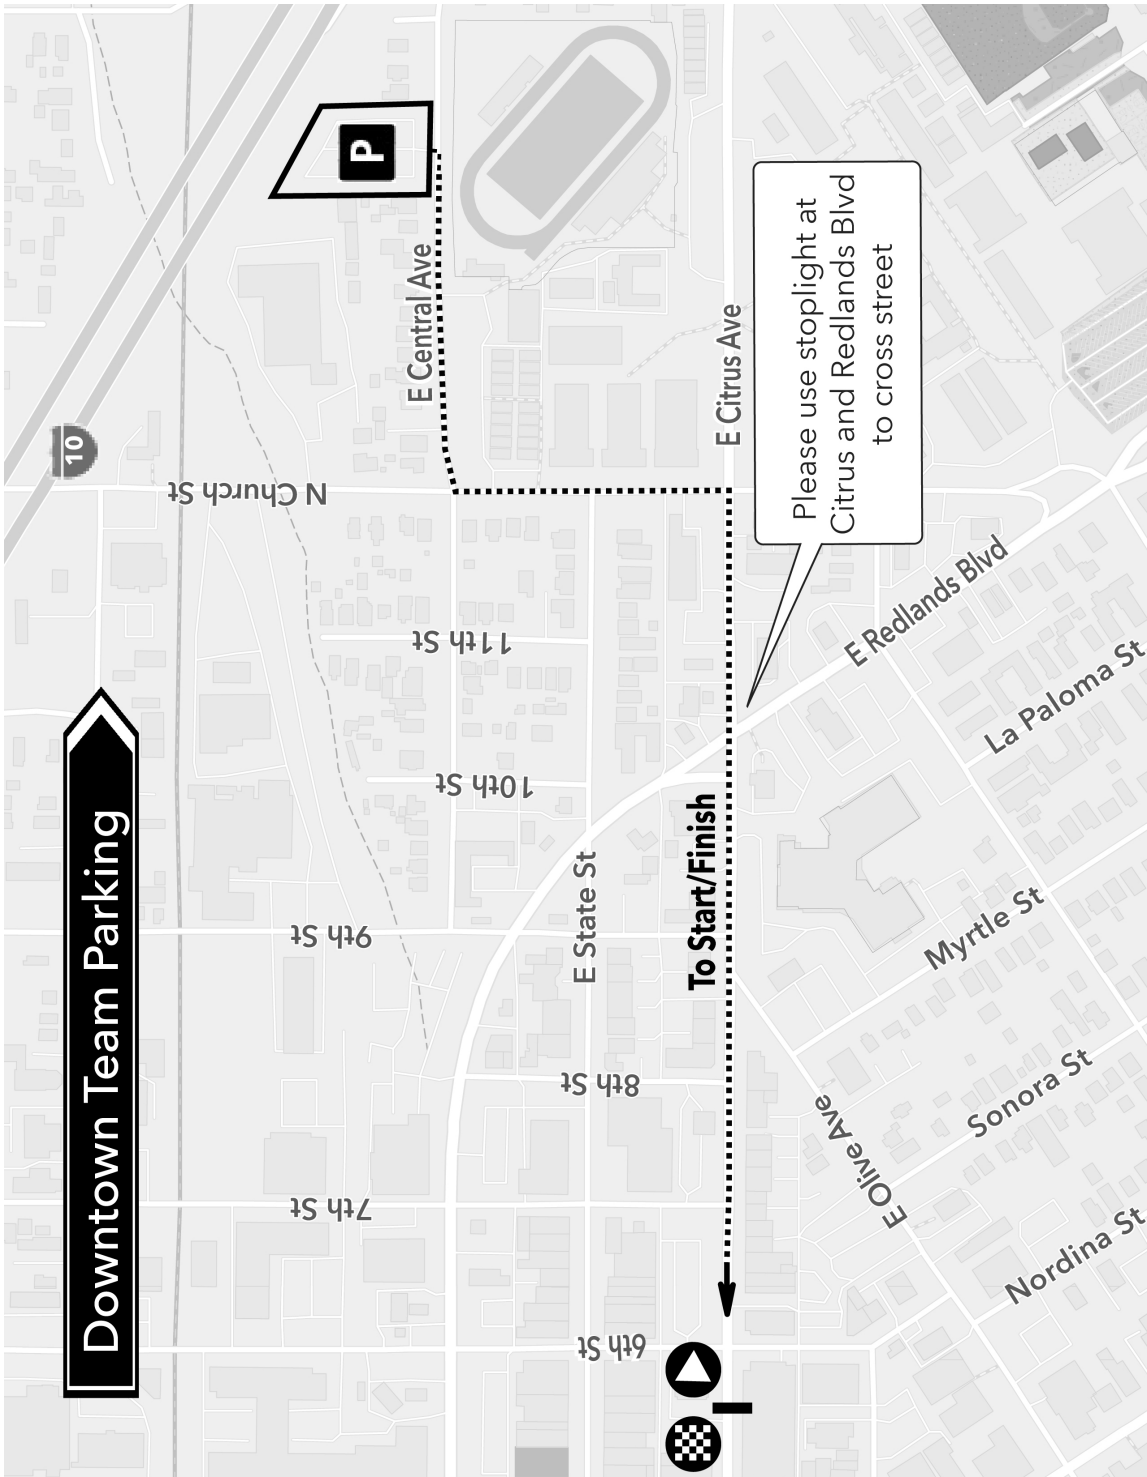 Downtown Team Parking
10
P
N Church St
E Central Ave
E Citrus Ave
Please use stoplight at
Citrus and Redlands Blvd
to cross street
11th St
10th St
E Redlands Blvd
La Paloma St
9th St
E State St
To Start/Finish
Myrtle St
8th St
Sonora St
E Olive Ave
7th St
Nordina St
6th St